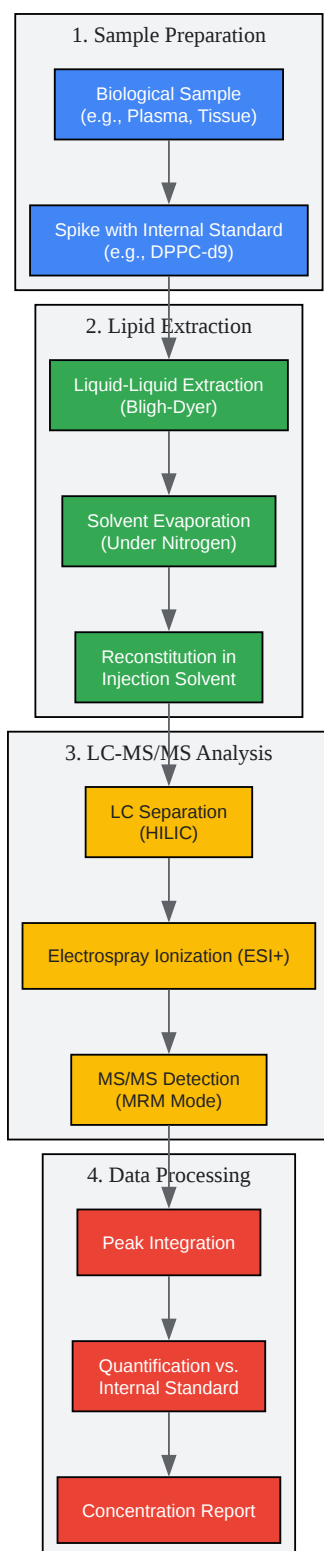 1. Sample Preparation
Biological Sample
(e.g., Plasma, Tissue)
Spike with Internal Standard
(e.g., DPPC-d9)
2. Lipid Extraction
Liquid-Liquid Extraction
(Bligh-Dyer)
Solvent Evaporation
(Under Nitrogen)
Reconstitution in
Injection Solvent
3. LC-MS/MS Analysis
LC Separation
(HILIC)
Electrospray Ionization (ESI+)
MS/MS Detection
(MRM Mode)
4. Data Processing
Peak Integration
Quantification vs.
Internal Standard
Concentration Report